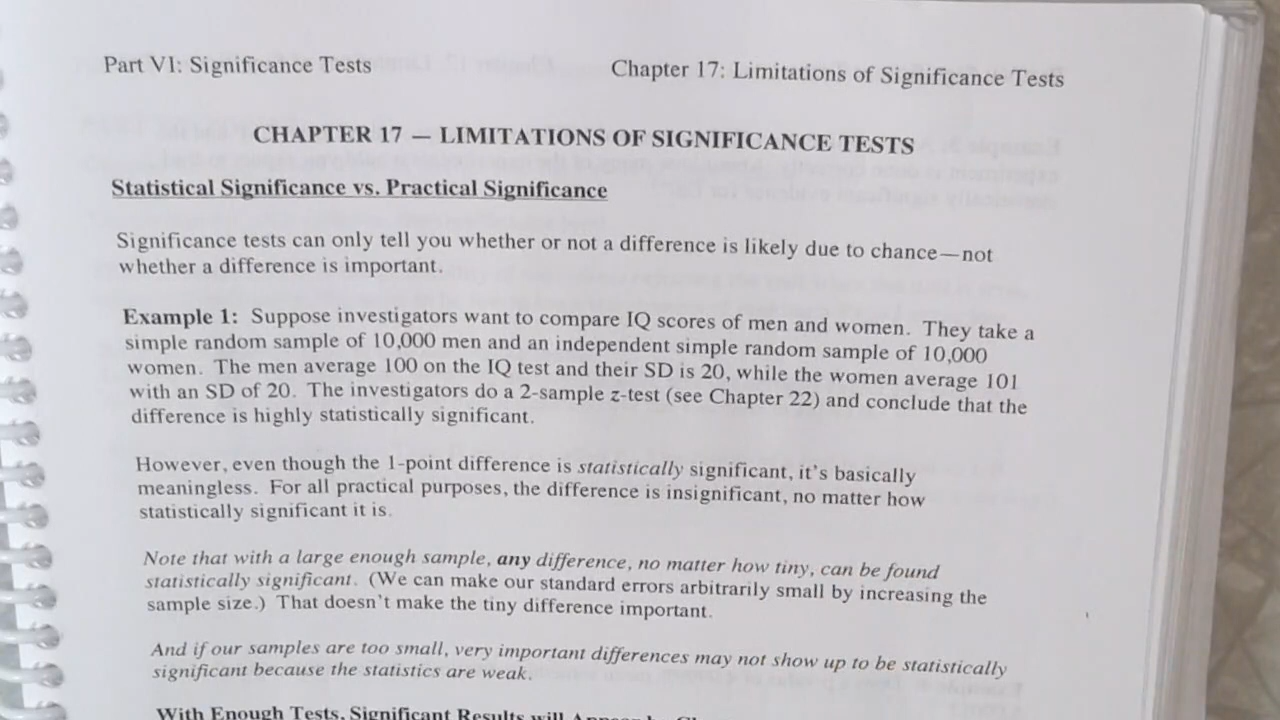 Part VI: Significance Tests
Chapter 17: Limitations of Significance Tests
CHAPTER 17 — LIMITATIONS OF SIGNIFICANCE TESTS
Statistical Significance vs. Practical Significance
Significance tests can only tell you whether or not a difference is likely due to chance—not
whether a difference is important.
Example 1: Suppose investigators want to compare IQ scores of men and women. They take a
simple random sample of 10,000 men and an independent simple random sample of 10,000
women. The men average 100 on the IQ test and their SD is 20, while the women average 101
with an SD of 20. The investigators do a 2-sample z-test (see Chapter 22) and conclude that the
difference is highly statistically significant.
However, even though the 1-point difference is statistically significant, it's basically
meaningless. For all practical purposes, the difference is insignificant, no matter how
statistically significant it is.
Note that with a large enough sample, any difference, no matter how tiny, can be found
statistically significant. (We can make our standard errors arbitrarily small by increasing the
sample size.) That doesn't make the tiny difference important.
And if our samples are too small, very important differences may not show up to be statistically
significant because the statistics are weak.
With Enough Tests, Significant Results will